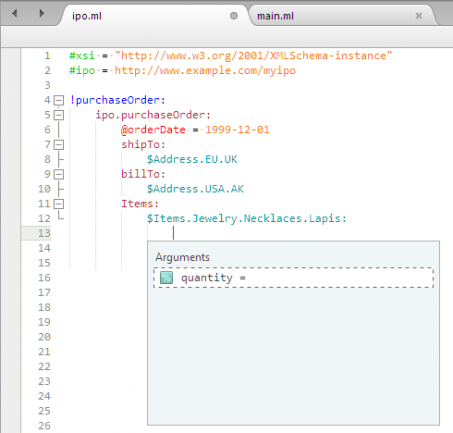 ipo.ml main.ml
1 #xsi = "http://www.w3.org/2001/XMLSchema-instance"
2 #ipo = http://www.example.com/myipo
3
4 !purchaseOrder:
5 ipo.purchaseOrder:
6 @orderDate = 1999-12-01
7 shipTo:
8 $Address.EU.UK
9 billTo:
10 $Address.USA.AK
11 Items:
12 $Items.Jewelry.Necklaces.Lapis:
13
14
15 Arguments
16 quantity =
17
18
19
20
21
22
23
24
25
26